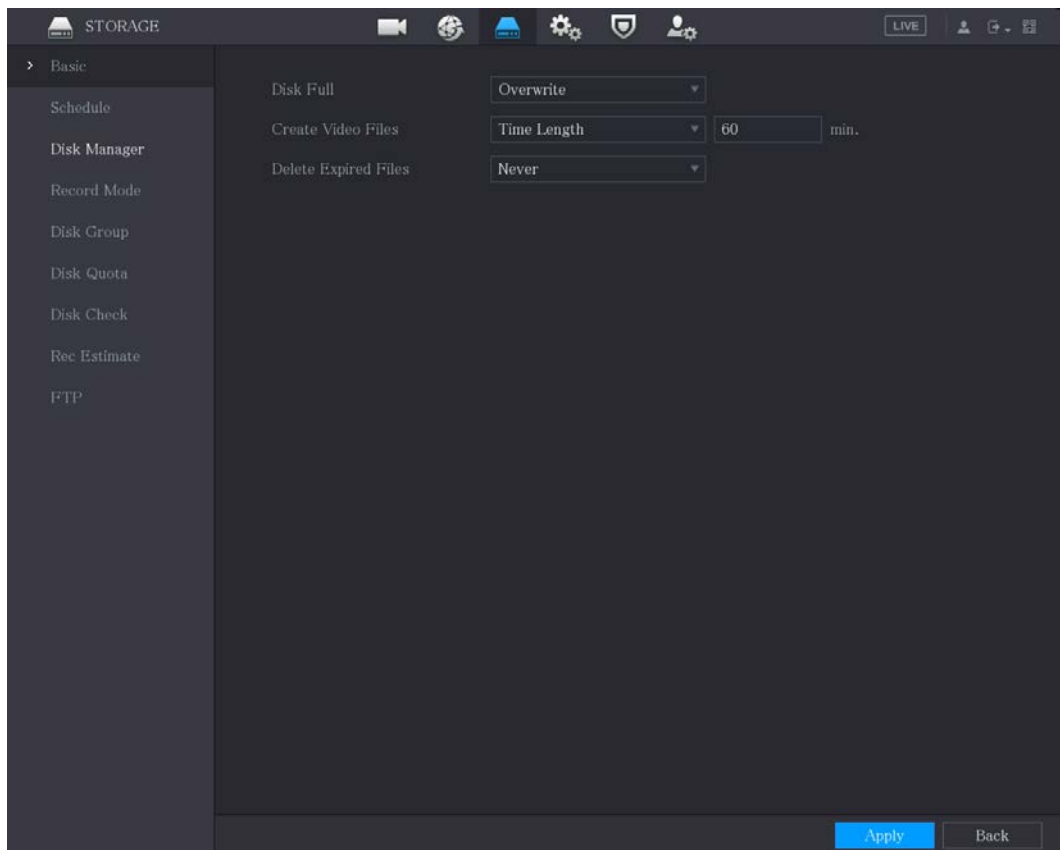 STORAGE LIVE
Basic
Disk Full Overwrite
Schedule
Create Video Files Time Length 60 min.
Disk Manager
Delete Expired Files Never
Record Mode
Disk Group
Disk Quota
Disk Check
Rec Estimate
FTP
Apply Back